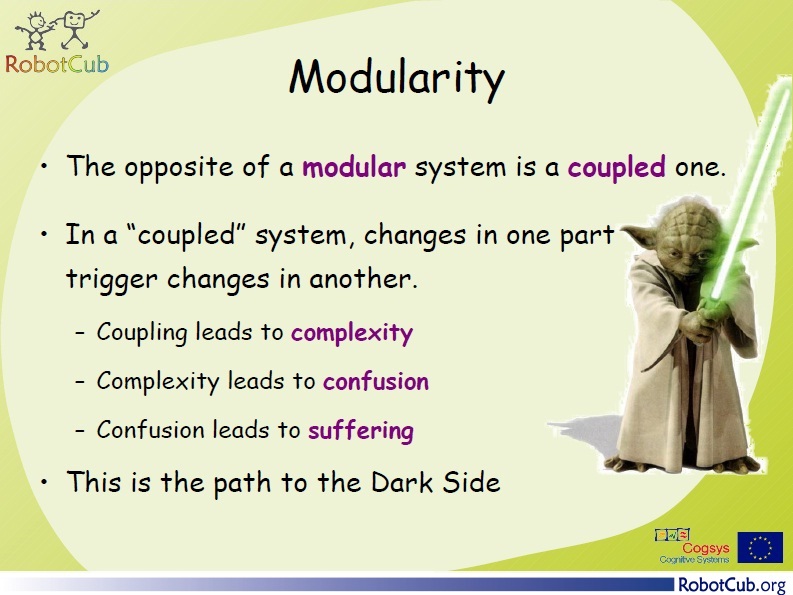 RobotCub
Modularity
• The opposite of a modular system is a coupled one.
• In a “coupled” system, changes in one part
trigger changes in another.
– Coupling leads to complexity
– Complexity leads to confusion
– Confusion leads to suffering
• This is the path to the Dark Side
Cogsys
Cognitive Systems
RobotCub.org